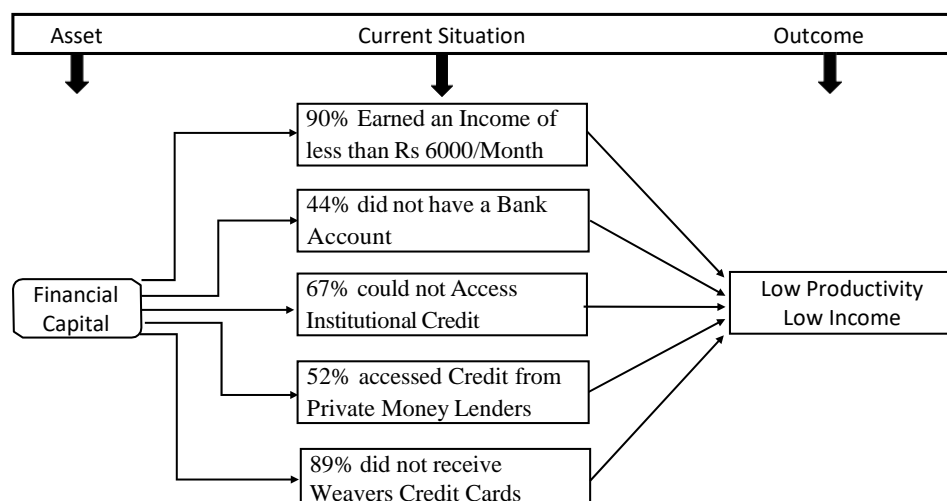 Asset
Current Situation
Outcome
90% Earned an Income of
less than Rs 6000/Month
44% did not have a Bank
Account
67% could not Access
Institutional Credit
52% accessed Credit from
Private Money Lenders
89% did not receive
Weavers Credit Cards
Financial
Capital
Low Productivity
Low Income